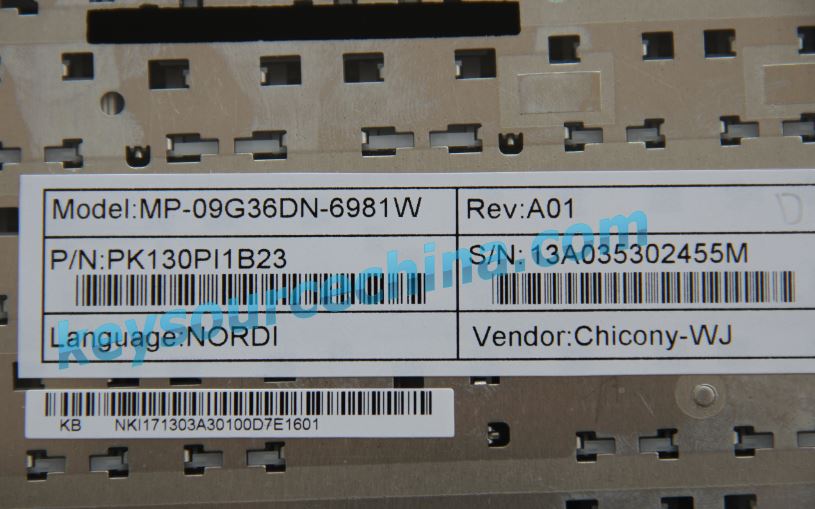 Model:MP-09G36DN-6981W Rev:A01
P/N:PK130PI1B23 S/N: 13A035302455M
Language:NORDI Vendor:Chicony-WJ
keysourcechina.com
KB NKI171303A30100D7E1601
D